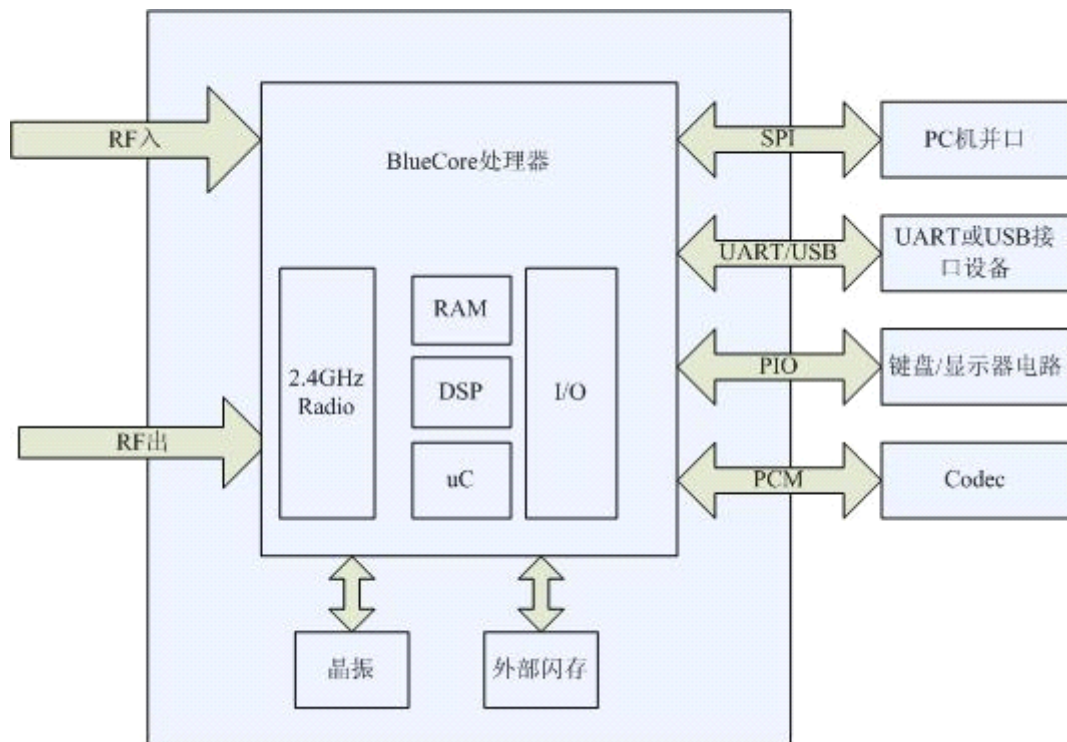 RF入
SPI
PC机并口
BlueCore处理器
UART/USB
UART或USB接
口设备
RAM
2.4GHz
Radio
DSP
I/O
PIO
键盘/显示器电路
RF出
uC
PCM
Codec
晶振
外部闪存